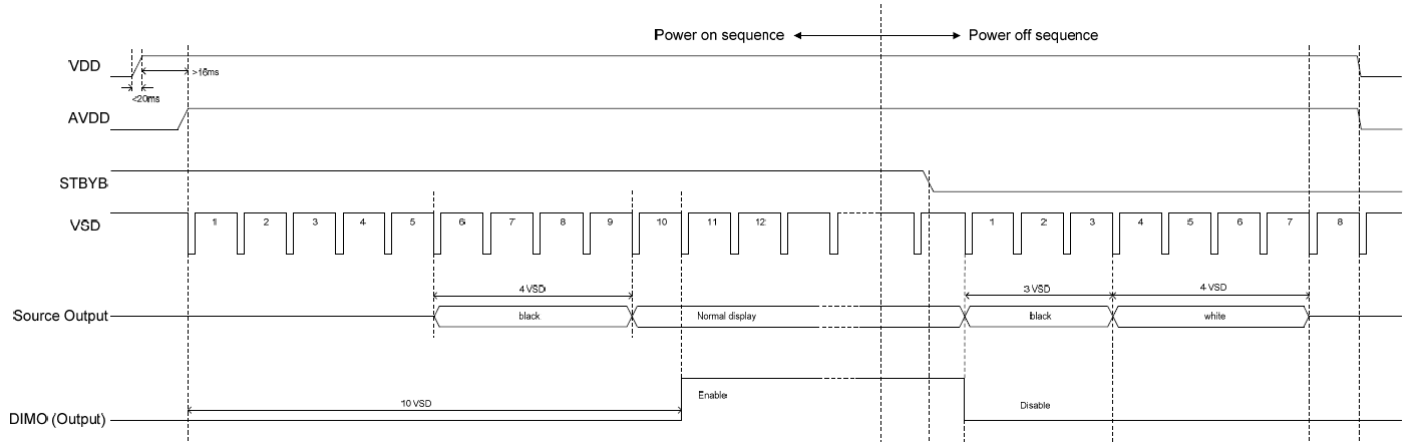 Power on sequence
Power off sequence
VDD
>16ms
<20ms
AVDD
STBYB
VSD
1 2 3 4 5 6 7 8 9 10 11 12 1 2 3 4 5 6 7 8
4 VSD
3 VSD
4 VSD
Source Output
black
Normal display
black
white
Enable
10 VSD
Disable
DIMO (Output)